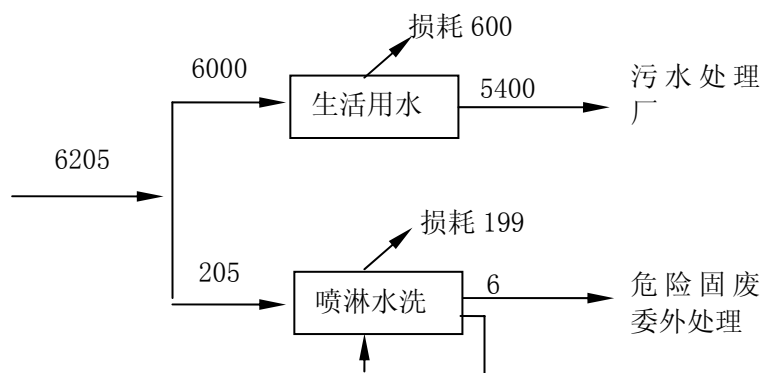 损耗 600
6000
生活用水
5400
污水处理
厂
6205
损耗 199
205
喷淋水洗
6
危险固废
委外处理